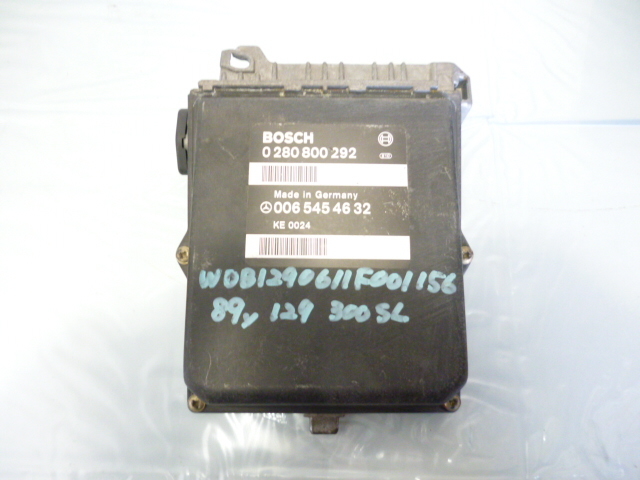 BOSCH
0 280 800 292
Made in Germany
006 545 46 32
KE 0024
WDB1290611F001156
89y 129 300SL